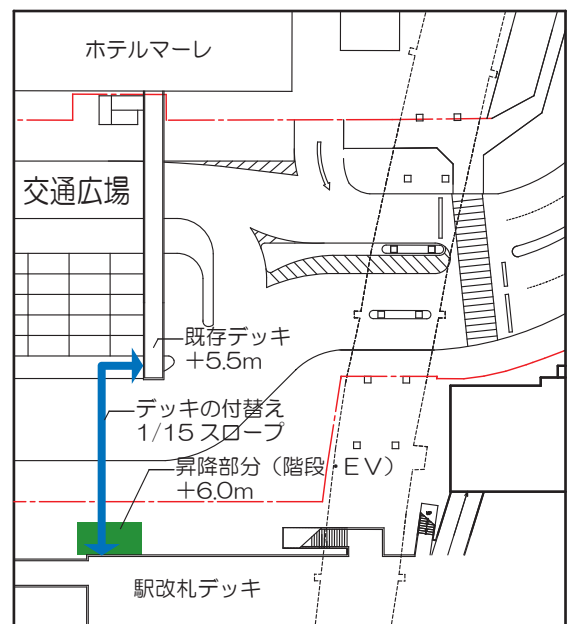 ホテルマーレ
交通広場
既存デッキ
+5.5m
デッキの付替え
1/15 スロープ
昇降部分（階段・EV）
+6.0m
駅改札デッキ